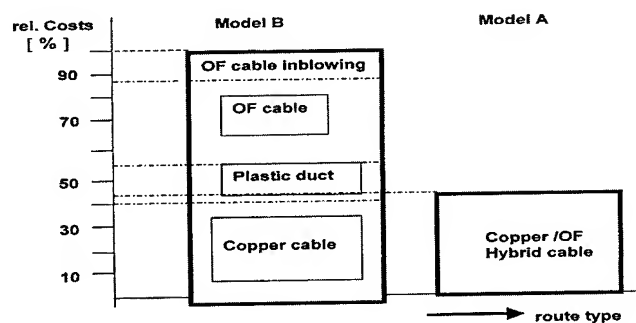 rel. Costs
[ % ]
Model B
Model A
90
70
50
30
10
OF cable inblowing
OF cable
Plastic duct
Copper cable
Copper /OF
Hybrid cable
route type